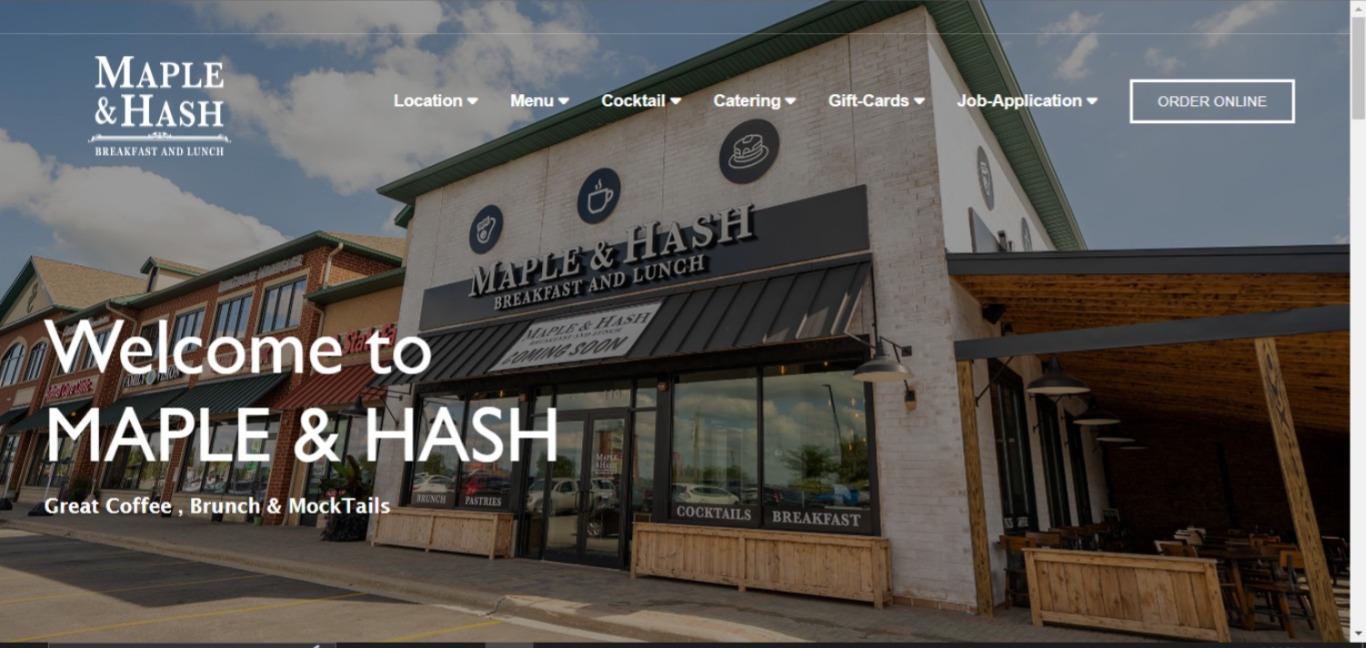 MAPLE
& HASH
BREAKFAST AND LUNCH
Location
Menu
Cocktail
Catering
Gift-Cards
Job-Application
ORDER ONLINE
MAPLE & HASH
BREAKFAST AND LUNCH
MAPLE & HASH
BREAKFAST AND LUNCH
COMING SOON
Welcome to
MAPLE & HASH
Great Coffee , Brunch & MockTails
BRUNCH
PASTRIES
COCKTAILS
BREAKFAST